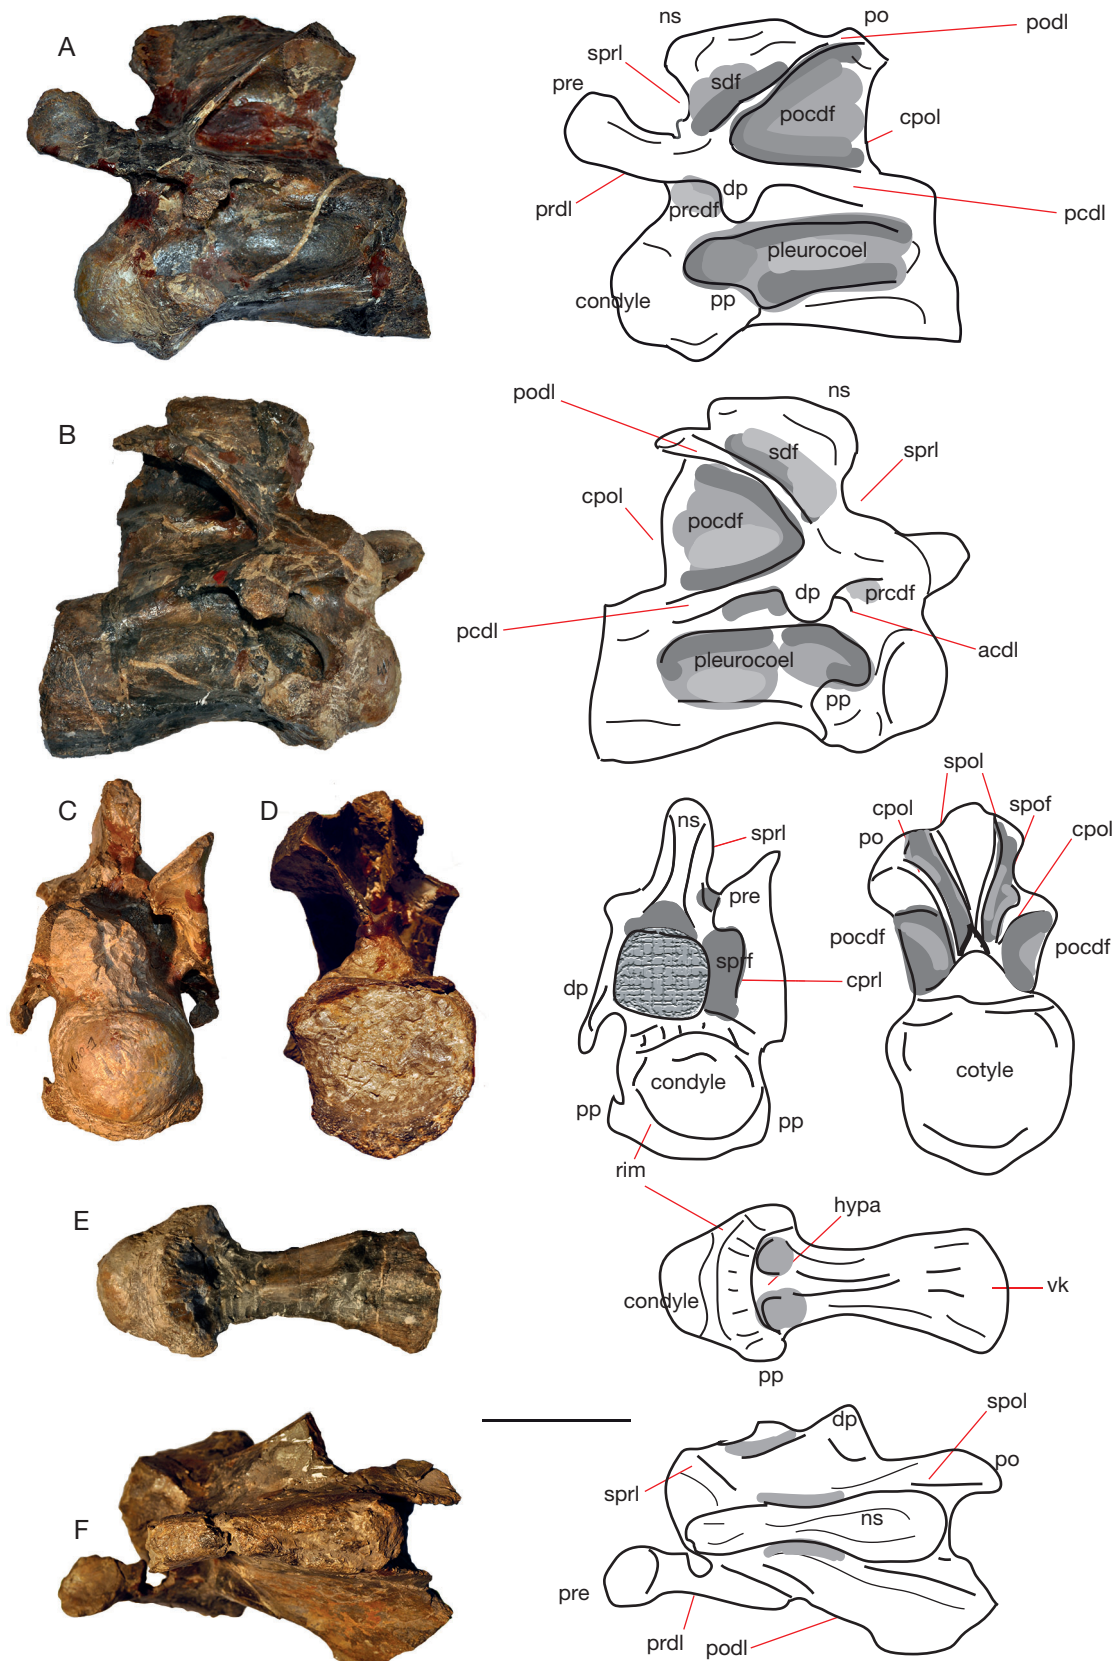 A
ns
po
podl
sprl
pre
sdf
pocdf
cpol
dp
prdl
prcdf
pcdl
pleurocoel
condyle
pp
B
podl
ns
sdf
sprl
cpol
pocdf
dp
prcdf
pcdl
acdl
pleurocoel
pp
C
D
ns
sprl
pre
sprf
cprl
dp
condyle
pp
pp
rim
spol
cpol
spof
po
cpol
pocdf
pocdf
cotyle
E
hypa
condyle
vk
pp
F
dp
spol
po
sprl
ns
pre
prdl
podl